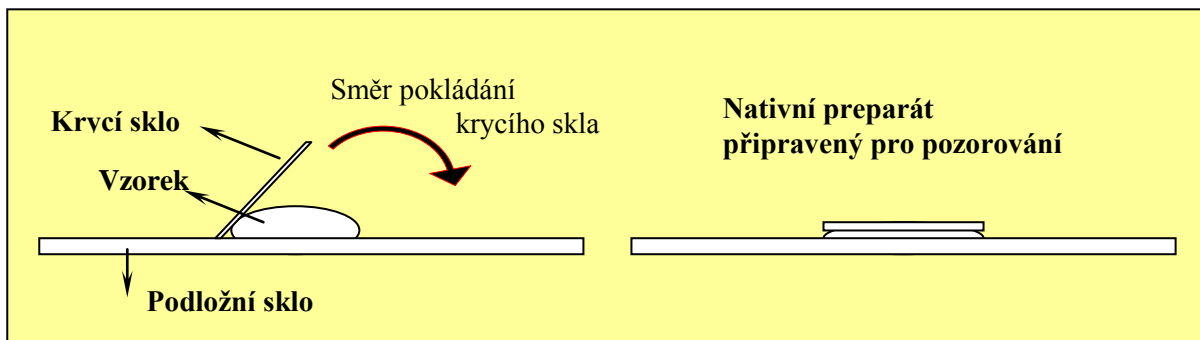 Směr pokládání
krycího skla
Krycí sklo
Vzorek
Podložní sklo
Nativní preparát
připravený pro pozorování